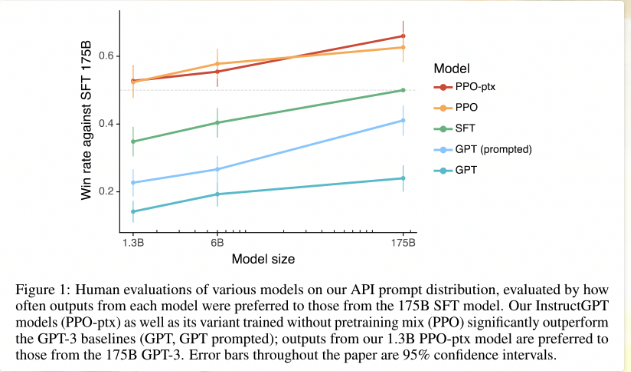 Win rate against SFT 175B
0.6
0.4
0.2
1.3B
6B
175B
Model size
Model
PPO-ptx
PPO
SFT
GPT (prompted)
GPT
Figure 1: Human evaluations of various models on our API prompt distribution, evaluated by how
often outputs from each model were preferred to those from the 175B SFT model. Our InstructGPT
models (PPO-ptx) as well as its variant trained without pretraining mix (PPO) significantly outperform
the GPT-3 baselines (GPT, GPT prompted); outputs from our 1.3B PPO-ptx model are preferred to
those from the 175B GPT-3. Error bars throughout the paper are 95% confidence intervals.